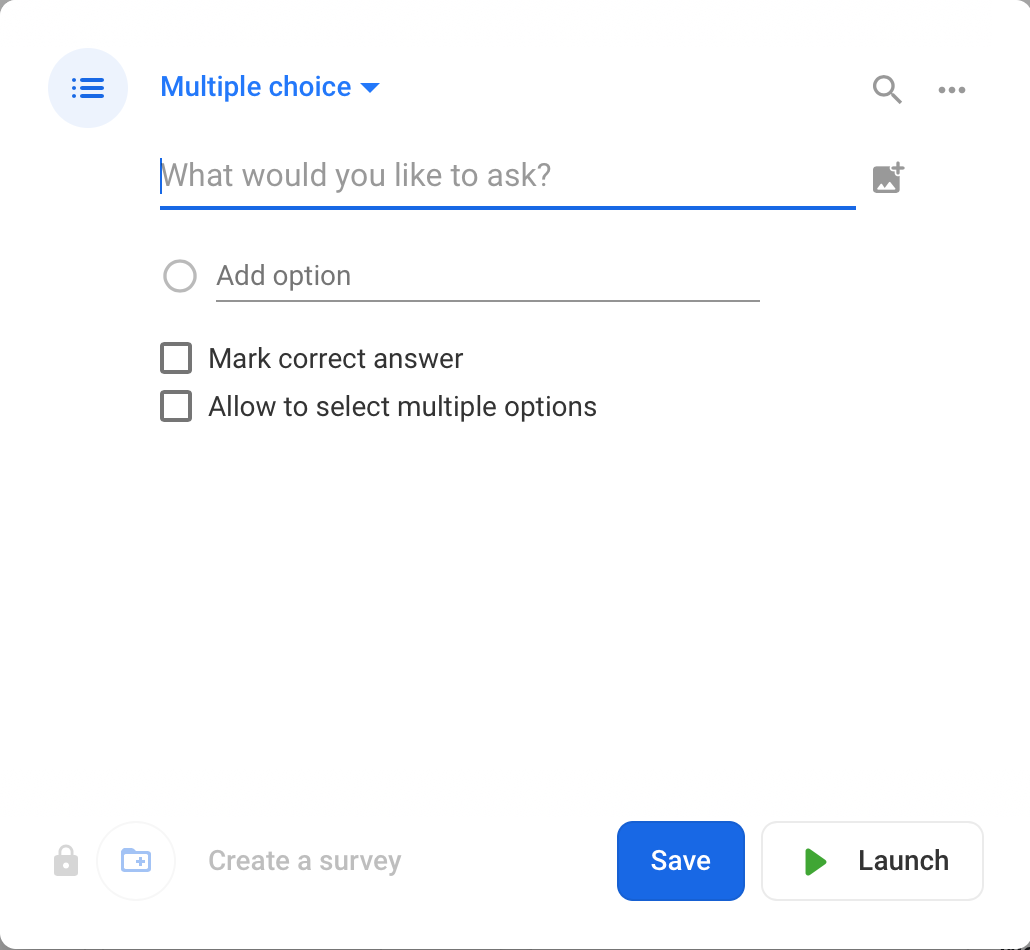 Multiple choice
What would you like to ask?
Add option
Mark correct answer
Allow to select multiple options
Create a survey
Save
Launch